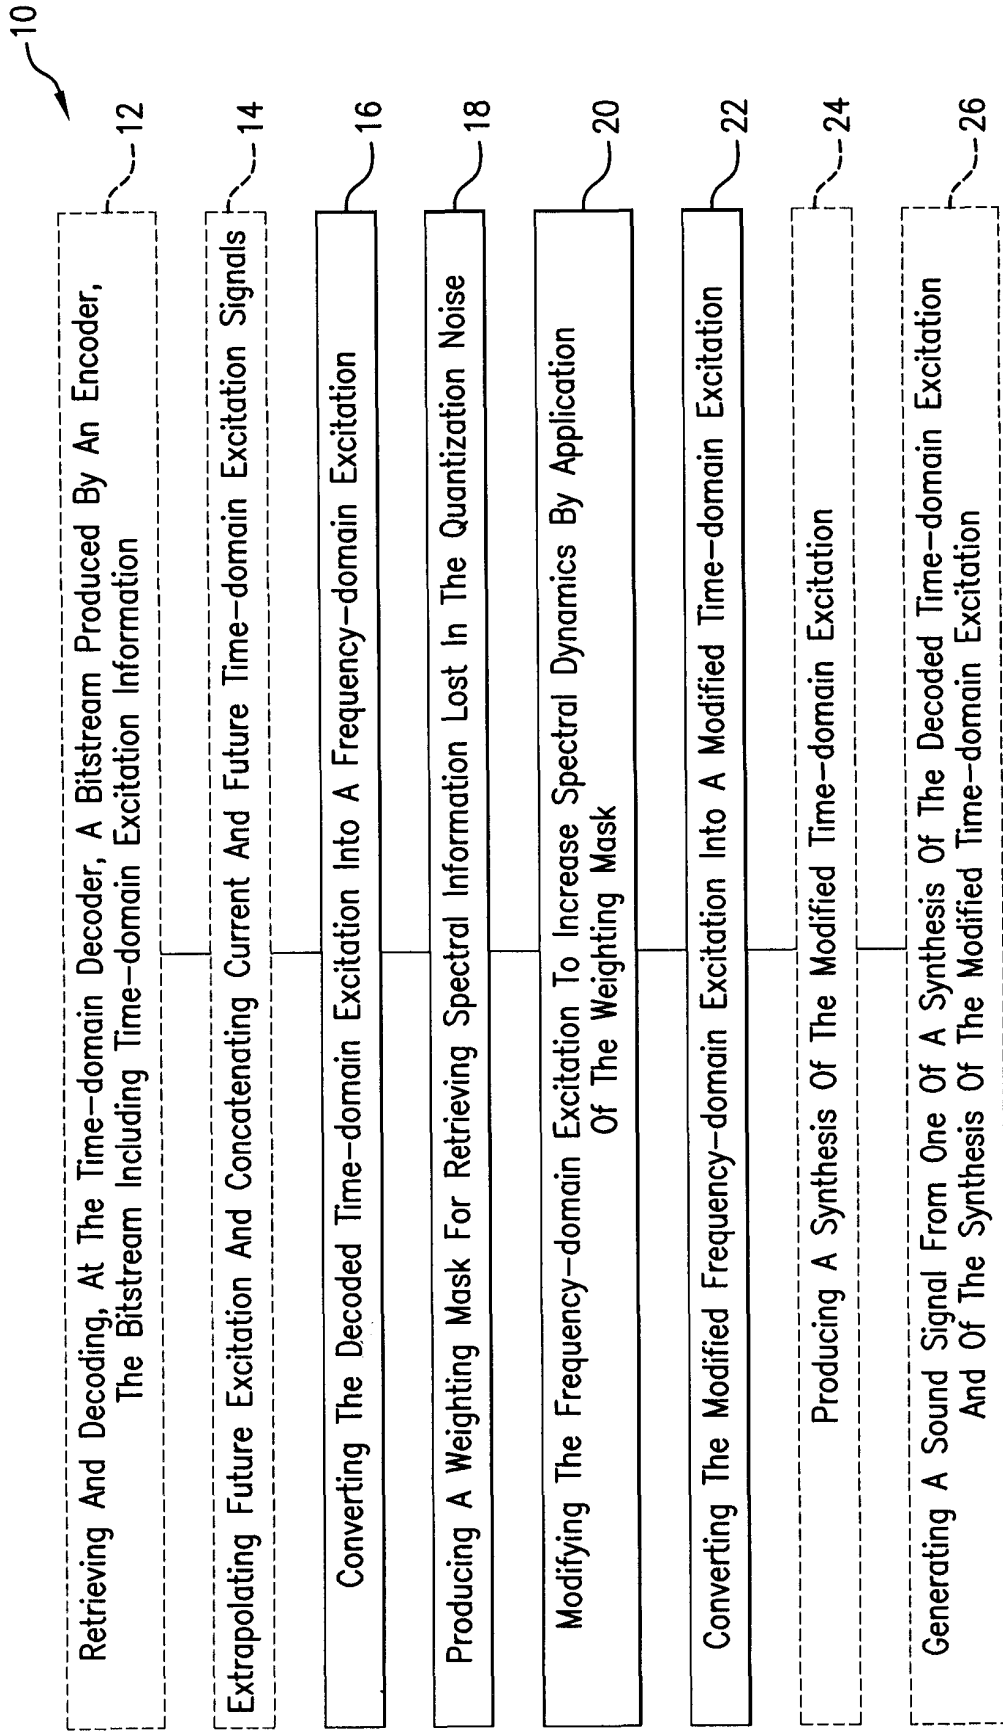 10
Retrieving And Decoding, At The Time-domain Decoder, A Bitstream Produced By An Encoder,
The Bitstream Including Time-domain Excitation Information
12
Extrapolating Future Excitation And Concatenating Current And Future Time-domain Excitation Signals
14
Converting The Decoded Time-domain Excitation Into A Frequency-domain Excitation
16
Producing A Weighting Mask For Retrieving Spectral Information Lost In The Quantization Noise
18
Modifying The Frequency-domain Excitation To Increase Spectral Dynamics By Application
Of The Weighting Mask
20
Converting The Modified Frequency-domain Excitation Into A Modified Time-domain Excitation
22
Producing A Synthesis Of The Modified Time-domain Excitation
24
Generating A Sound Signal From One Of A Synthesis Of The Decoded Time-domain Excitation
And Of The Synthesis Of The Modified Time-domain Excitation
26